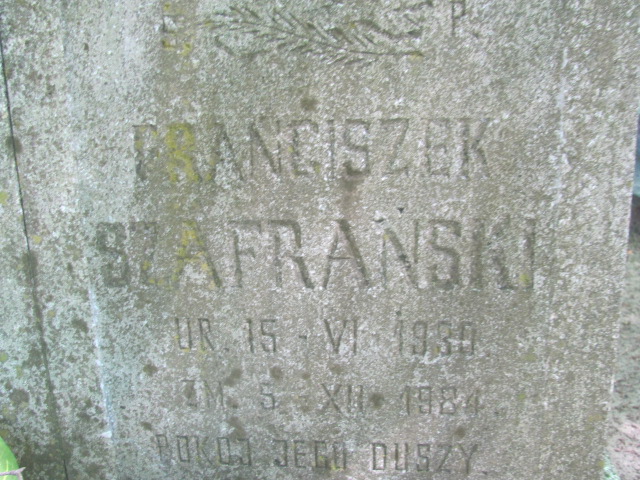 Ś P.
FRANCISZEK
SZAFRAŃSKI
UR. 15 - VI - 1930.
ZM. 5 - XII - 1984.
POKÓJ JEGO DUSZY.